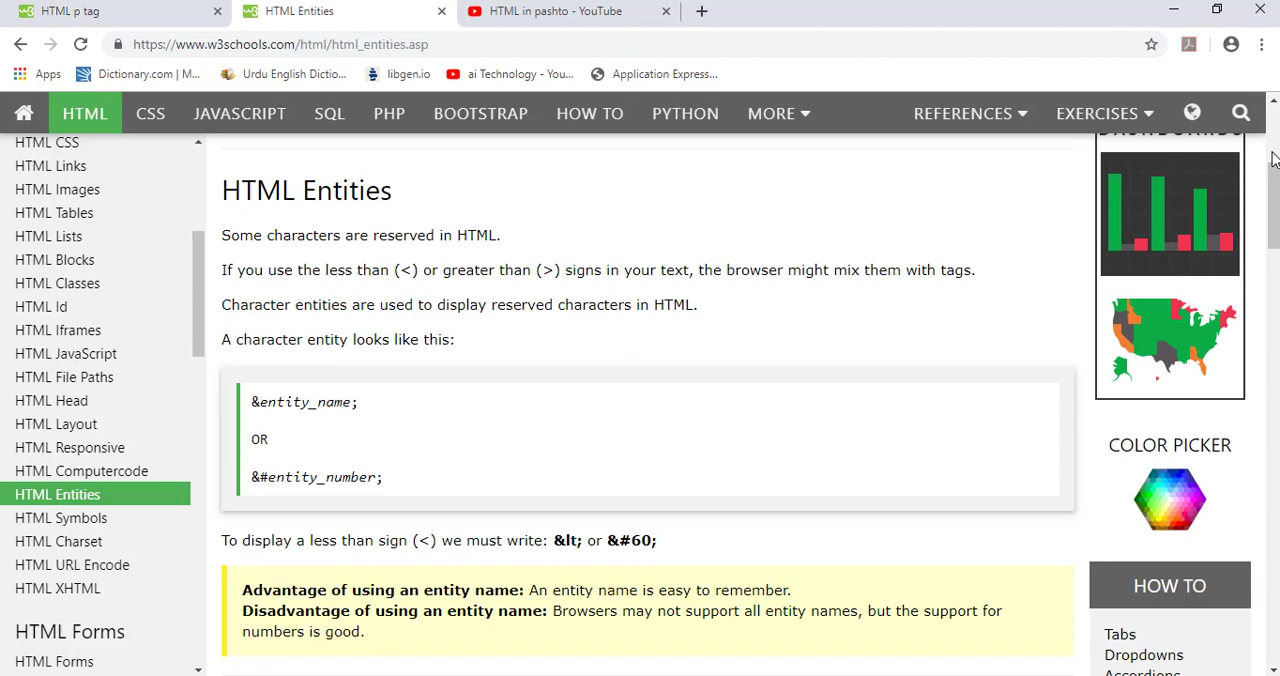 HTML p tag
HTML Entities
HTML in pashto - YouTube
https://www.w3schools.com/html/html_entities.asp
Apps
Dictionary.com | M...
Urdu English Dictio...
libgen.io
ai Technology - You...
Application Express...
HTML
CSS
JAVASCRIPT
SQL
PHP
BOOTSTRAP
HOW TO
PYTHON
MORE
REFERENCES
EXERCISES
HTML CSS
HTML Links
HTML Images
HTML Tables
HTML Lists
HTML Blocks
HTML Classes
HTML Id
HTML Iframes
HTML JavaScript
HTML File Paths
HTML Head
HTML Layout
HTML Responsive
HTML Computercode
HTML Entities
HTML Symbols
HTML Charset
HTML URL Encode
HTML XHTML
HTML Forms
HTML Forms
HTML Entities
Some characters are reserved in HTML.
If you use the less than (<) or greater than (>) signs in your text, the browser might mix them with tags.
Character entities are used to display reserved characters in HTML.
A character entity looks like this:
&entity_name;
OR
&#entity_number;
To display a less than sign (<) we must write: &lt; or &#60;
Advantage of using an entity name: An entity name is easy to remember.
Disadvantage of using an entity name: Browsers may not support all entity names, but the support for
numbers is good.
DASHBOARDS
COLOR PICKER
HOW TO
Tabs
Dropdowns
Accordions